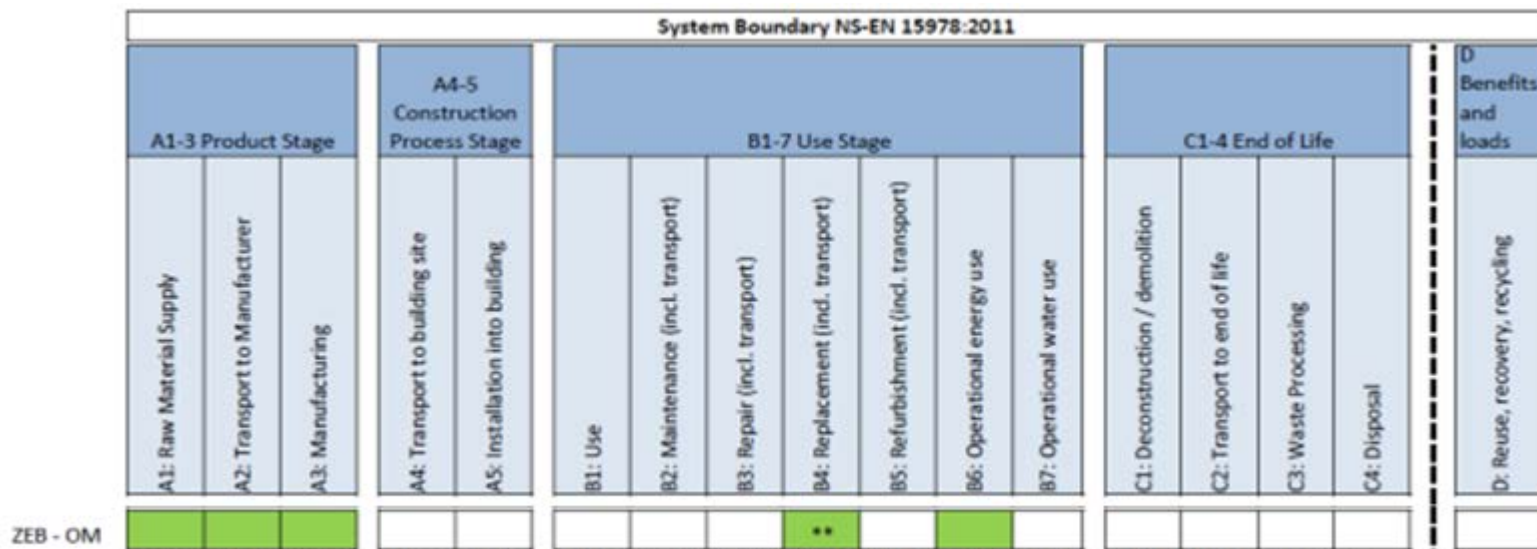 System Boundary NS-EN 15978:2011
A1-3 Product Stage
A4-5
Construction
Process Stage
B1-7 Use Stage
C1-4 End of Life
D
Benefits
and
loads
A1: Raw Material Supply
A2: Transport to Manufacturer
A3: Manufacturing
A4: Transport to building site
A5: Installation into building
B1: Use
B2: Maintenance (incl. transport)
B3: Repair (incl. transport)
B4: Replacement (incl. transport)
B5: Refurbishment (incl. transport)
B6: Operational energy use
B7: Operational water use
C1: Deconstruction / demolition
C2: Transport to end of life
C3: Waste Processing
C4: Disposal
D: Reuse, recovery, recycling
ZEB - OM
**